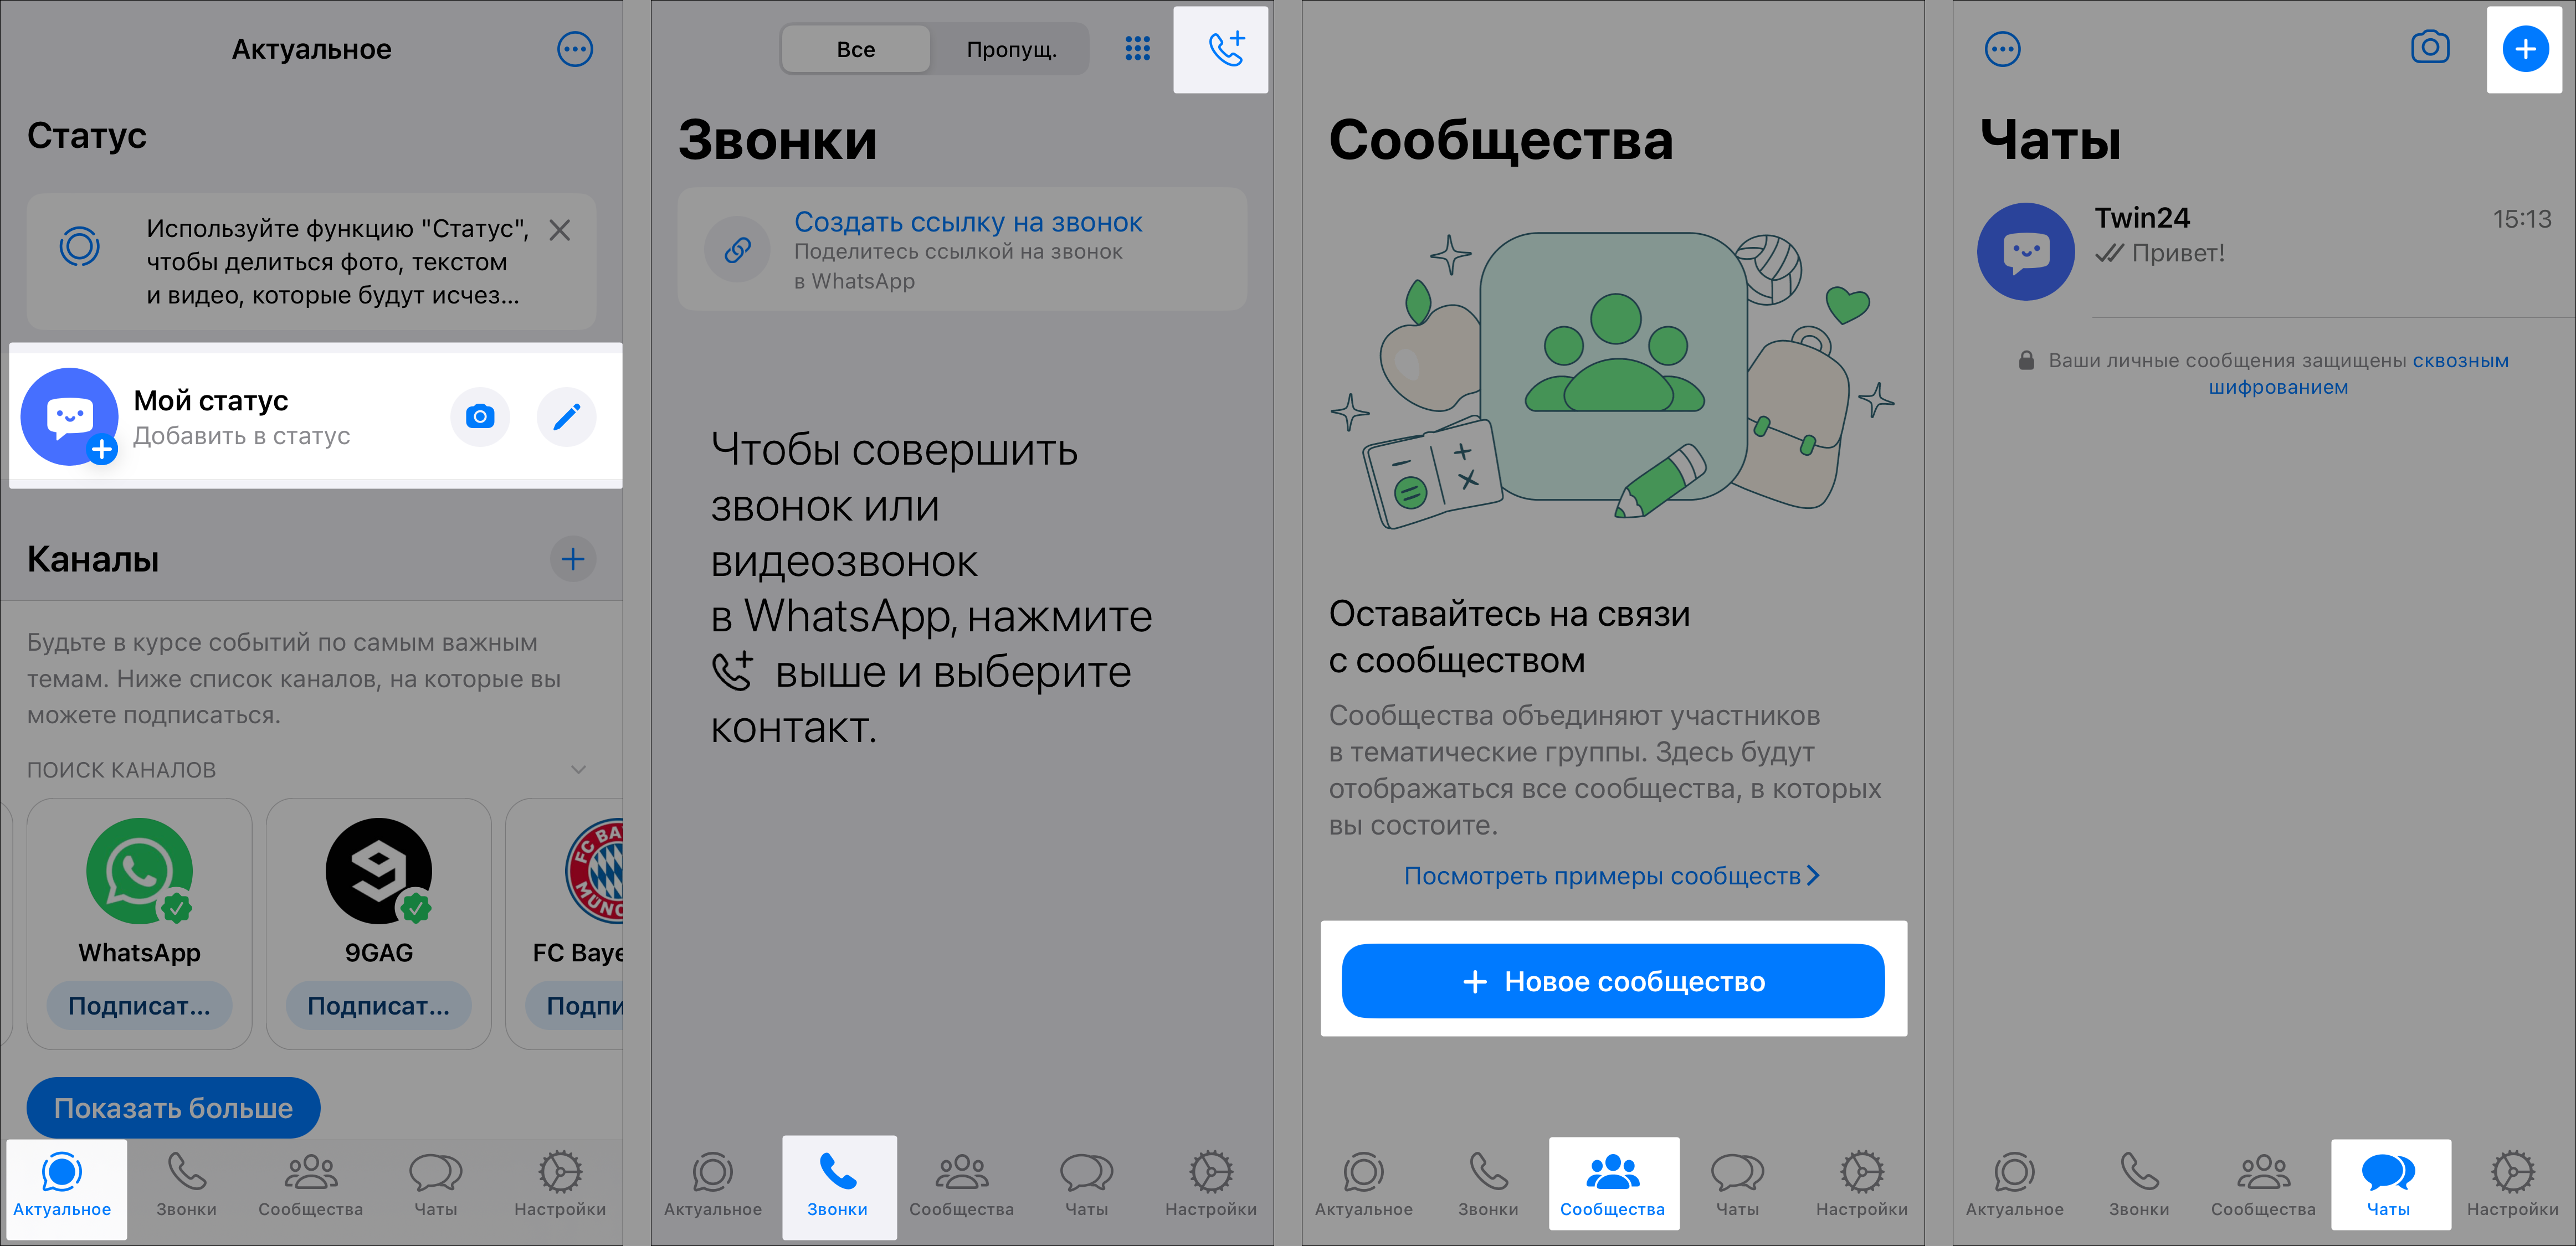 Актуальное
Статус
Используйте функцию "Статус",
чтобы делиться фото, текстом
и видео, которые будут исчез...
Мой статус
Добавить в статус
Каналы
Будьте в курсе событий по самым важным
темам. Ниже список каналов, на которые вы
можете подписаться.
ПОИСК КАНАЛОВ
WhatsApp
Подписат...
9GAG
Подписат...
FC BA
MÜNC
FC Baye
Подпи
Показать больше
Актуальное
Звонки
Сообщества
Чаты
Настройки
Все
Пропущ.
Звонки
Создать ссылку на звонок
Поделитесь ссылкой на звонок
в WhatsApp
Чтобы совершить
звонок или
видеозвонок
в WhatsApp, нажмите
выше и выберите
контакт.
Актуальное
Звонки
Сообщества
Чаты
Настройки
Сообщества
Оставайтесь на связи
с сообществом
Сообщества объединяют участников
в тематические группы. Здесь будут
отображаться все сообщества, в которых
вы состоите.
Посмотреть примеры сообществ
+ Новое сообщество
Актуальное
Звонки
Сообщества
Чаты
Настройки
Чаты
Twin24
15:13
Привет!
Ваши личные сообщения защищены сквозным
шифрованием
Актуальное
Звонки
Сообщества
Чаты
Настройки